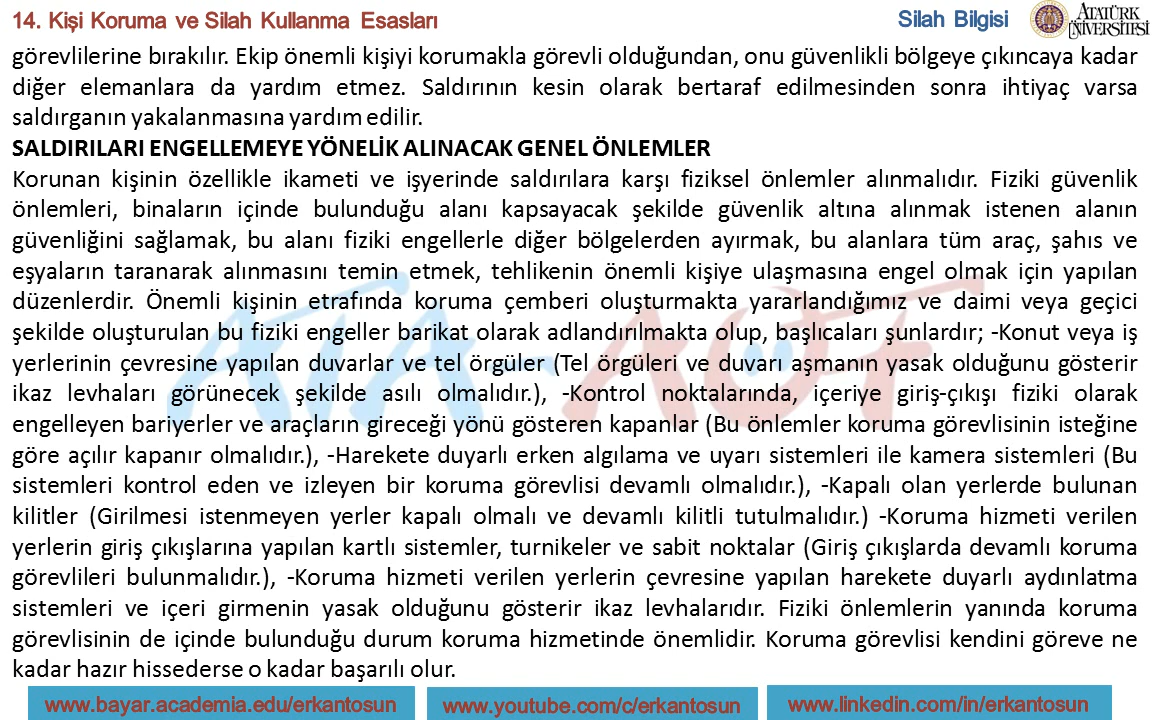 14. Kişi Koruma ve Silah Kullanma Esasları
Silah Bilgisi
ATATÜRK
ÜNİVERSİTESİ
görevlilerine bırakılır. Ekip önemli kişiyi korumakla görevli olduğundan, onu güvenlikli bölgeye çıkıncaya kadar
diğer elemanlara da yardım etmez. Saldırının kesin olarak bertaraf edilmesinden sonra ihtiyaç varsa
saldırganın yakalanmasına yardım edilir.
SALDIRILARI ENGELLEMEYE YÖNELİK ALINACAK GENEL ÖNLEMLER
Korunan kişinin özellikle ikameti ve işyerinde saldırılara karşı fiziksel önlemler alınmalıdır. Fiziki güvenlik
önlemleri, binaların içinde bulunduğu alanı kapsayacak şekilde güvenlik altına alınmak istenen alanın
güvenliğini sağlamak, bu alanı fiziki engellerle diğer bölgelerden ayırmak, bu alanlara tüm araç, şahıs ve
eşyaların taranarak alınmasını temin etmek, tehlikenin önemli kişiye ulaşmasına engel olmak için yapılan
düzenlerdir. Önemli kişinin etrafında koruma çemberi oluşturmakta yararlandığımız ve daimi veya geçici
şekilde oluşturulan bu fiziki engeller barikat olarak adlandırılmakta olup, başlıcaları şunlardır; -Konut veya iş
yerlerinin çevresine yapılan duvarlar ve tel örgüler (Tel örgüleri ve duvarı aşmanın yasak olduğunu gösterir
ikaz levhaları görünecek şekilde asılı olmalıdır.), -Kontrol noktalarında, içeriye giriş-çıkışı fiziki olarak
engelleyen bariyerler ve araçların gireceği yönü gösteren kapanlar (Bu önlemler koruma görevlisinin isteğine
göre açılır kapanır olmalıdır.), -Harekete duyarlı erken algılama ve uyarı sistemleri ile kamera sistemleri (Bu
sistemleri kontrol eden ve izleyen bir koruma görevlisi devamlı olmalıdır.), -Kapalı olan yerlerde bulunan
kilitler (Girilmesi istenmeyen yerler kapalı olmalı ve devamlı kilitli tutulmalıdır.) -Koruma hizmeti verilen
yerlerin giriş çıkışlarına yapılan kartlı sistemler, turnikeler ve sabit noktalar (Giriş çıkışlarda devamlı koruma
görevlileri bulunmalıdır.), -Koruma hizmeti verilen yerlerin çevresine yapılan harekete duyarlı aydınlatma
sistemleri ve içeri girmenin yasak olduğunu gösterir ikaz levhalarıdır. Fiziki önlemlerin yanında koruma
görevlisinin de içinde bulunduğu durum koruma hizmetinde önemlidir. Koruma görevlisi kendini göreve ne
kadar hazır hissederse o kadar başarılı olur.
ATA AÖF
www.bayar.academia.edu/erkantosun
www.youtube.com/c/erkantosun
www.linkedin.com/in/erkantosun